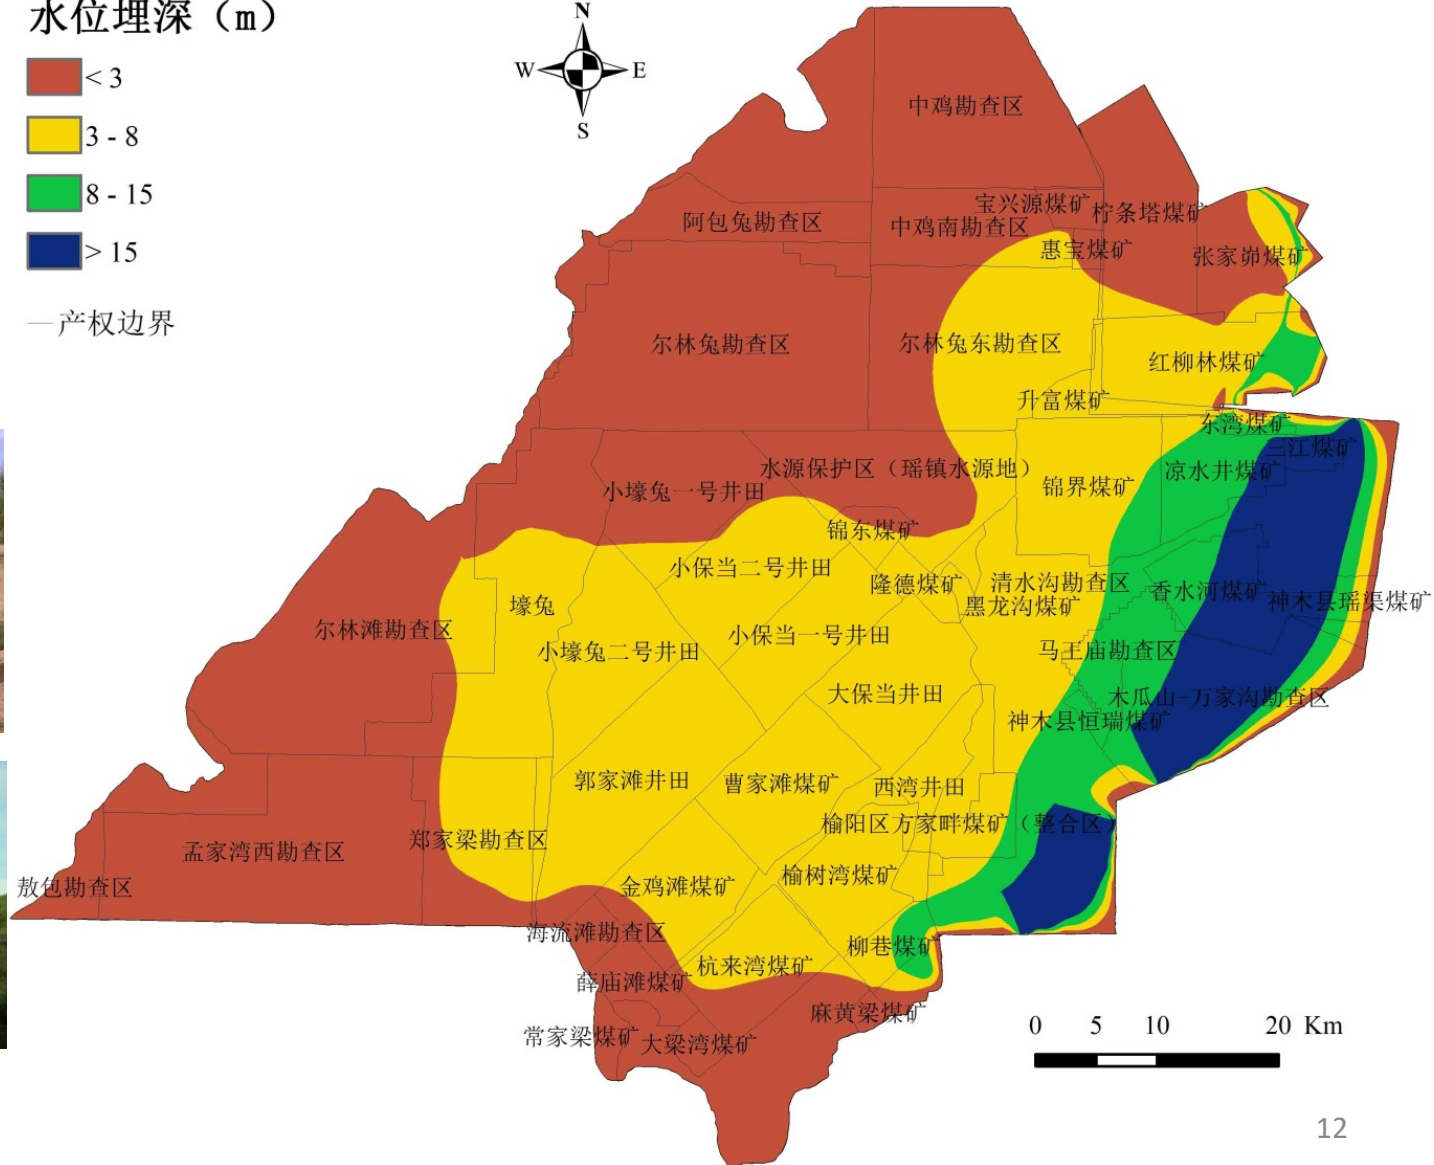 水位埋深（m）
< 3
3 - 8
8 - 15
> 15
产权边界
N
W
E
S
中鸡勘查区
宝兴源煤矿
柠条塔煤矿
阿包兔勘查区
中鸡南勘查区
惠宝煤矿
张家峁煤矿
尔林兔勘查区
尔林兔东勘查区
红柳林煤矿
升富煤矿
东湾煤矿
三江煤矿
水源保护区（瑶镇水源地）
凉水井煤矿
小壕兔一号井田
锦界煤矿
锦东煤矿
小保当二号井田
隆德煤矿
清水沟勘查区
香水河煤矿
神木县瑶渠煤矿
壕兔
黑龙沟煤矿
尔林滩勘查区
小保当一号井田
小壕兔二号井田
马王庙勘查区
大保当井田
木瓜山-万家沟勘查区
神木县恒瑞煤矿
郭家滩井田
曹家滩煤矿
西湾井田
榆阳区方家畔煤矿（整合区）
郑家梁勘查区
孟家湾西勘查区
敖包勘查区
金鸡滩煤矿
榆树湾煤矿
海流滩勘查区
柳巷煤矿
杭来湾煤矿
薛庙滩煤矿
麻黄梁煤矿
常家梁煤矿
大梁湾煤矿
0 5 10 20 Km
12